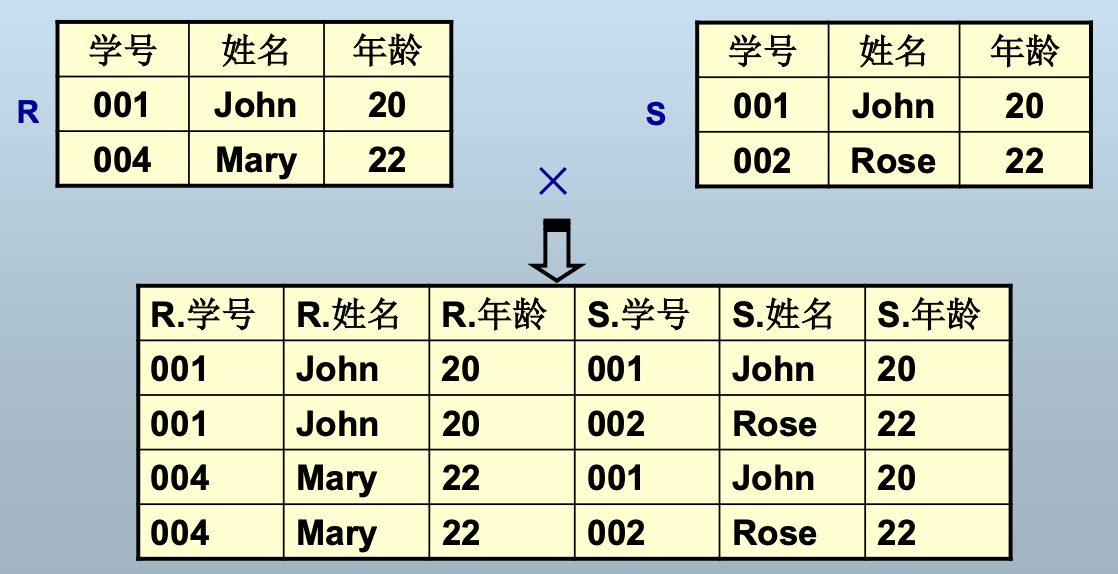 学号 姓名 年龄
R
001 John 20
004 Mary 22
学号 姓名 年龄
S
001 John 20
002 Rose 22
×
R.学号 R.姓名 R.年龄 S.学号 S.姓名 S.年龄
001 John 20 001 John 20
001 John 20 002 Rose 22
004 Mary 22 001 John 20
004 Mary 22 002 Rose 22